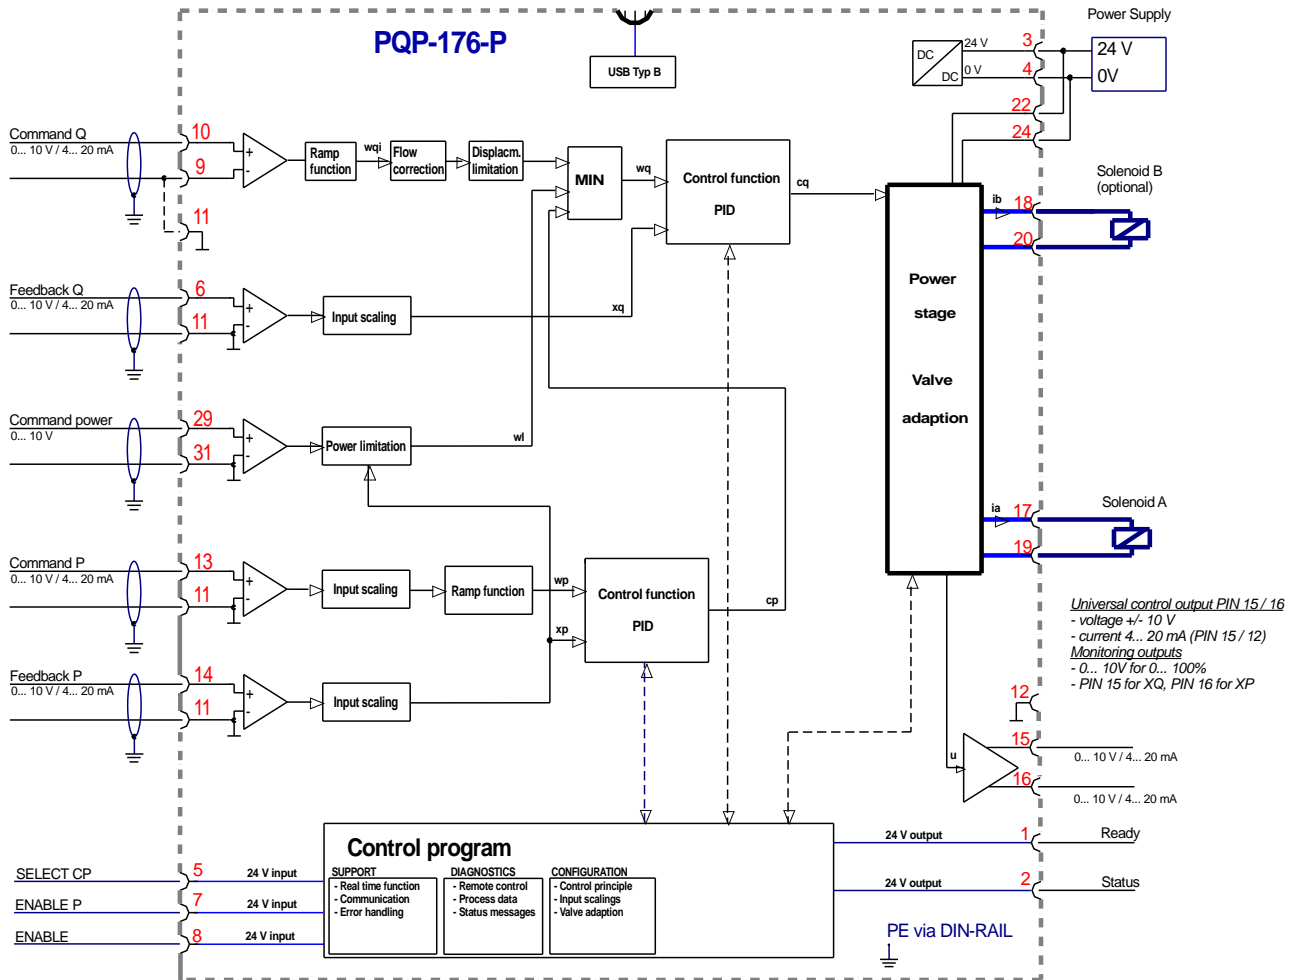 PQP-176-P
USB Typ B
Power Supply
DC
DC
24 V
0 V
3
4
24 V
0V
22
24
Command Q
0... 10 V / 4... 20 mA
10
9
11
+
-
Ramp
function
wqi
Flow
correction
Displacm.
limitation
MIN
wq
Control function
PID
cq
Solenoid B
(optional)
ib
18
20
Feedback Q
0... 10 V / 4... 20 mA
6
11
+
-
Input scaling
xq
Power
stage
Valve
adaption
Command power
0... 10 V
29
31
+
-
Power limitation
wl
Solenoid A
ia
17
19
Command P
0... 10 V / 4... 20 mA
13
11
+
-
Input scaling
Ramp function
wp
xp
Control function
PID
cp
Feedback P
0... 10 V / 4... 20 mA
14
11
+
-
Input scaling
Universal control output PIN 15 / 16
- voltage +/- 10 V
- current 4... 20 mA (PIN 15 / 12)
Monitoring outputs
- 0... 10V for 0... 100%
- PIN 15 for XQ, PIN 16 for XP
12
u
15
0... 10 V / 4... 20 mA
16
0... 10 V / 4... 20 mA
Control program
SUPPORT
- Real time function
- Communication
- Error handling
DIAGNOSTICS
- Remote control
- Process data
- Status messages
CONFIGURATION
- Control principle
- Input scalings
- Valve adaption
24 V output
1
Ready
24 V output
2
Status
SELECT CP
5
24 V input
ENABLE P
7
24 V input
ENABLE
8
24 V input
PE via DIN-RAIL